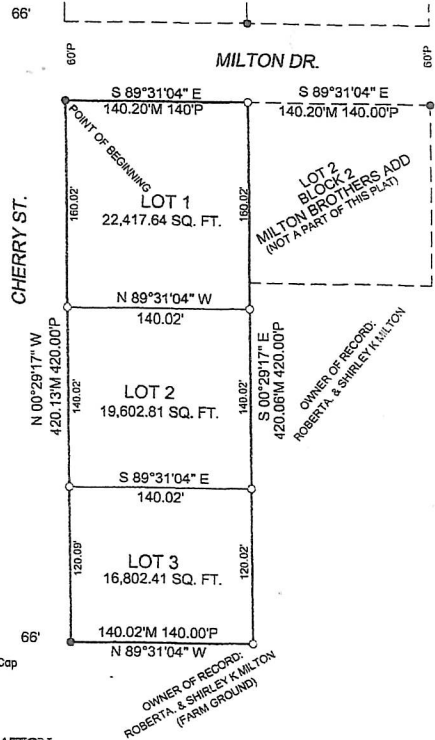 66'
60'P
60'P
MILTON DR.
S 89°31'04" E
140.20'M 140'P
S 89°31'04" E
140.20'M 140.00'P
POINT OF BEGINNING
CHERRY ST.
160.02'
LOT 1
22,417.64 SQ. FT.
160.02'
LOT 2
BLOCK 2
MILTON BROTHERS ADD
(NOT A PART OF THIS PLAT)
N 89°31'04" W
140.02'
N 00°29'17" W
420.13'M 420.00'P
140.02'
LOT 2
19,602.81 SQ. FT.
140.02'
S 00°29'17" E
420.06'M 420.00'P
OWNER OF RECORD:
ROBERTA. & SHIRLEY K.MILTON
S 89°31'04" E
140.02'
120.09'
LOT 3
16,802.41 SQ. FT.
120.02'
66'
140.02'M 140.00'P
N 89°31'04" W
Cap
OWNER OF RECORD:
ROBERTA. & SHIRLEY K.MILTON
(FARM GROUND)